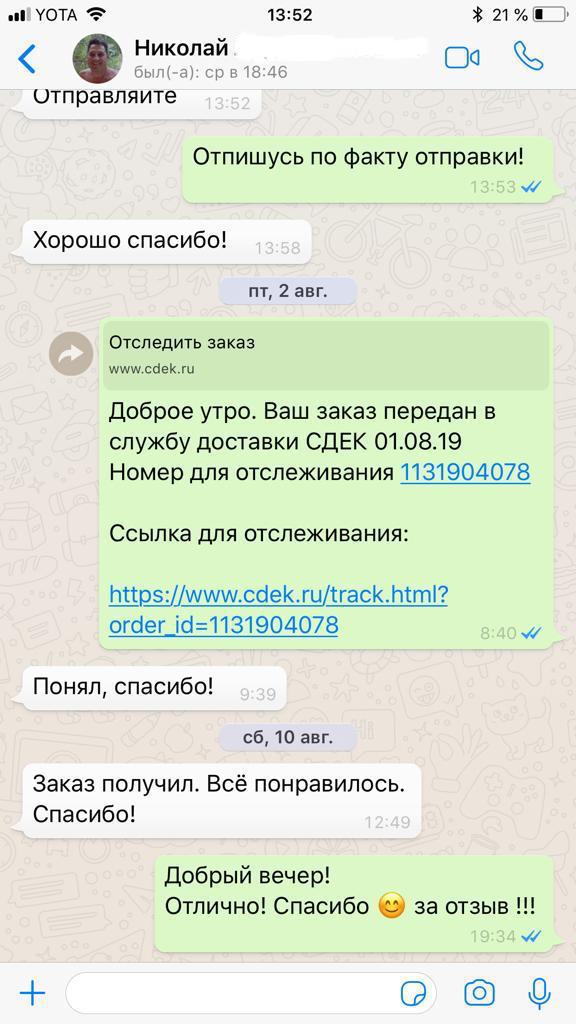 YOTA 13:52 21 %
Николай
был(-а): ср в 18:46
Отправляйте 13:52
Отпишусь по факту отправки!
13:53
Хорошо спасибо! 13:58
пт, 2 авг.
Отследить заказ
www.cdek.ru
Доброе утро. Ваш заказ передан в
службу доставки СДЕК 01.08.19
Номер для отслеживания 1131904078
Ссылка для отслеживания:
https://www.cdek.ru/track.html?
order_id=1131904078 8:40
Понял, спасибо! 9:39
сб, 10 авг.
Заказ получил. Всё понравилось.
Спасибо! 12:49
Добрый вечер!
Отлично! Спасибо 😊 за отзыв !!!
19:34